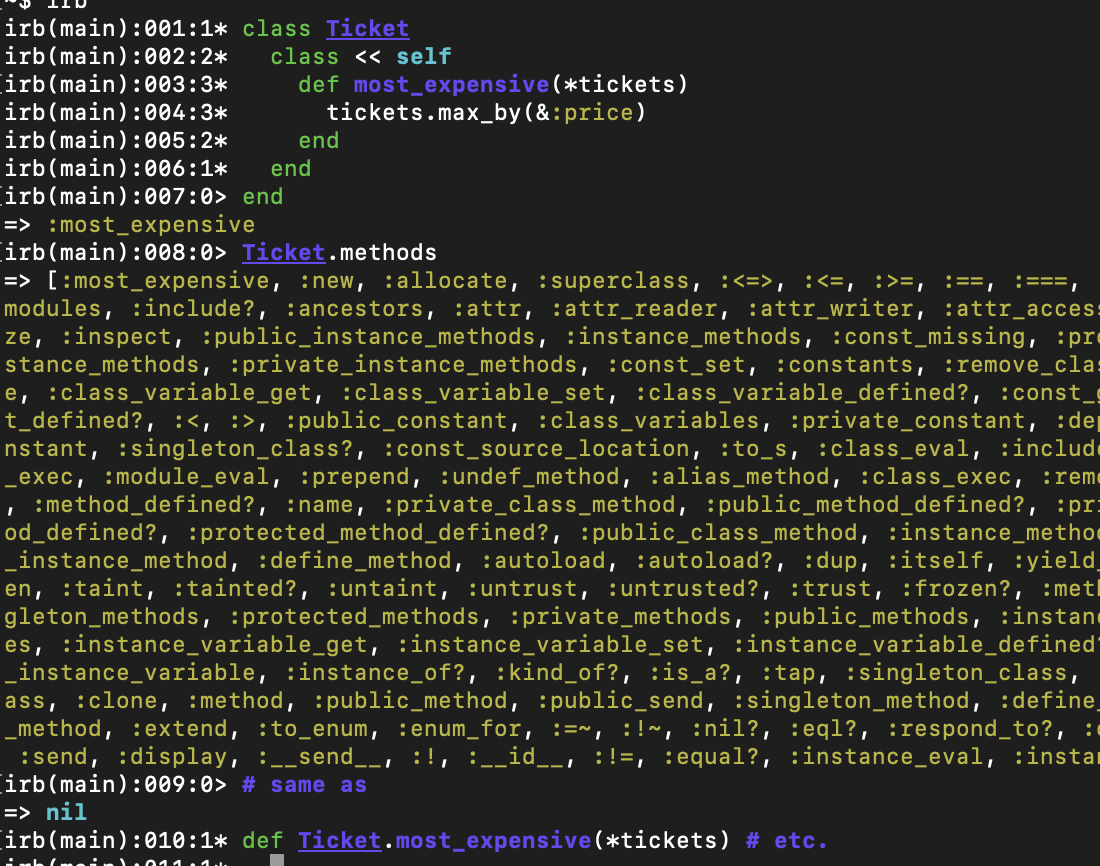 ~$ irb
irb(main):001:1* class Ticket
irb(main):002:2*   class << self
irb(main):003:3*     def most_expensive(*tickets)
irb(main):004:3*       tickets.max_by(&:price)
irb(main):005:2*     end
irb(main):006:1*   end
irb(main):007:0> end
=> :most_expensive
irb(main):008:0> Ticket.methods
=> [:most_expensive, :new, :allocate, :superclass, :<=>, :<=, :>=, :==, :===,
modules, :include?, :ancestors, :attr, :attr_reader, :attr_writer, :attr_access
ze, :inspect, :public_instance_methods, :instance_methods, :const_missing, :pro
stance_methods, :private_instance_methods, :const_set, :constants, :remove_clas
e, :class_variable_get, :class_variable_set, :class_variable_defined?, :const_g
t_defined?, :<, :>, :public_constant, :class_variables, :private_constant, :dep
nstant, :singleton_class?, :const_source_location, :to_s, :class_eval, :include
_exec, :module_eval, :prepend, :undef_method, :alias_method, :class_exec, :remo
, :method_defined?, :name, :private_class_method, :public_method_defined?, :pri
od_defined?, :protected_method_defined?, :public_class_method, :instance_metho
_instance_method, :define_method, :autoload, :autoload?, :dup, :itself, :yield_
en, :taint, :tainted?, :untaint, :untrust, :untrusted?, :trust, :frozen?, :meth
gleton_methods, :protected_methods, :private_methods, :public_methods, :instanc
es, :instance_variable_get, :instance_variable_set, :instance_variable_defined?
_instance_variable, :instance_of?, :kind_of?, :is_a?, :tap, :singleton_class,
ass, :clone, :method, :public_method, :public_send, :singleton_method, :define_
_method, :extend, :to_enum, :enum_for, :=~, :!~, :nil?, :eql?, :respond_to?,
:send, :display, :__send__, :!, :__id__, :!=, :equal?, :instance_eval, :instan
irb(main):009:0> # same as
=> nil
irb(main):010:1* def Ticket.most_expensive(*tickets) # etc.
irb(main):011:1*